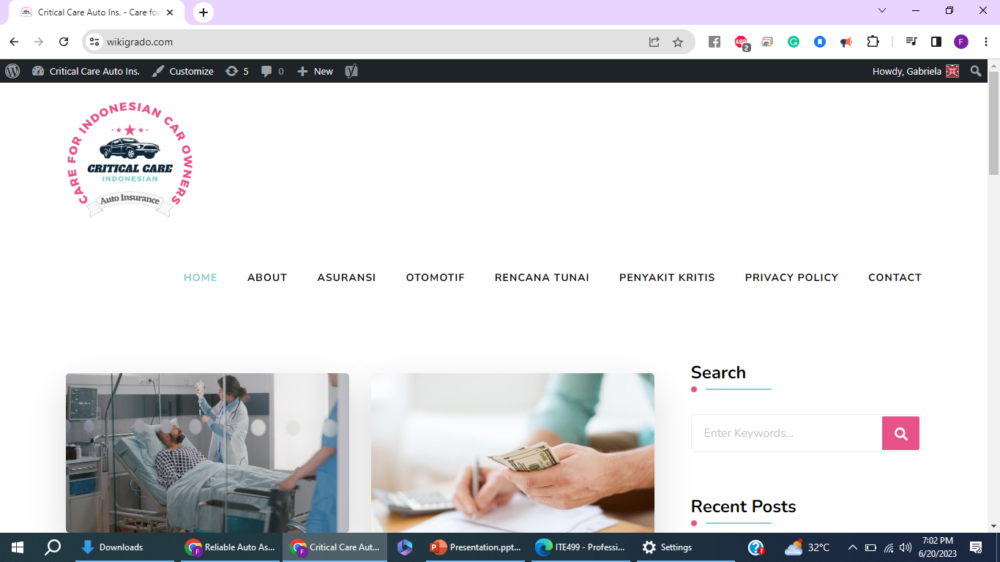 Critical Care Auto Ins. - Care for
wikigrado.com
ABP
2
F
Critical Care Auto Ins.
Customize
5
0
New
Howdy, Gabriela
CARE FOR INDONESIAN CAR OWNERS
CRITICAL CARE
INDONESIAN
Auto Insurance
HOME
ABOUT
ASURANSI
OTOMOTIF
RENCANA TUNAI
PENYAKIT KRITIS
PRIVACY POLICY
CONTACT
Search
Enter Keywords...
Recent Posts
Downloads
F
Reliable Auto As...
F
Critical Care Aut...
P
Presentation.ppt...
ITE499 - Professi...
Settings
32°C
7:02 PM
6/20/2023